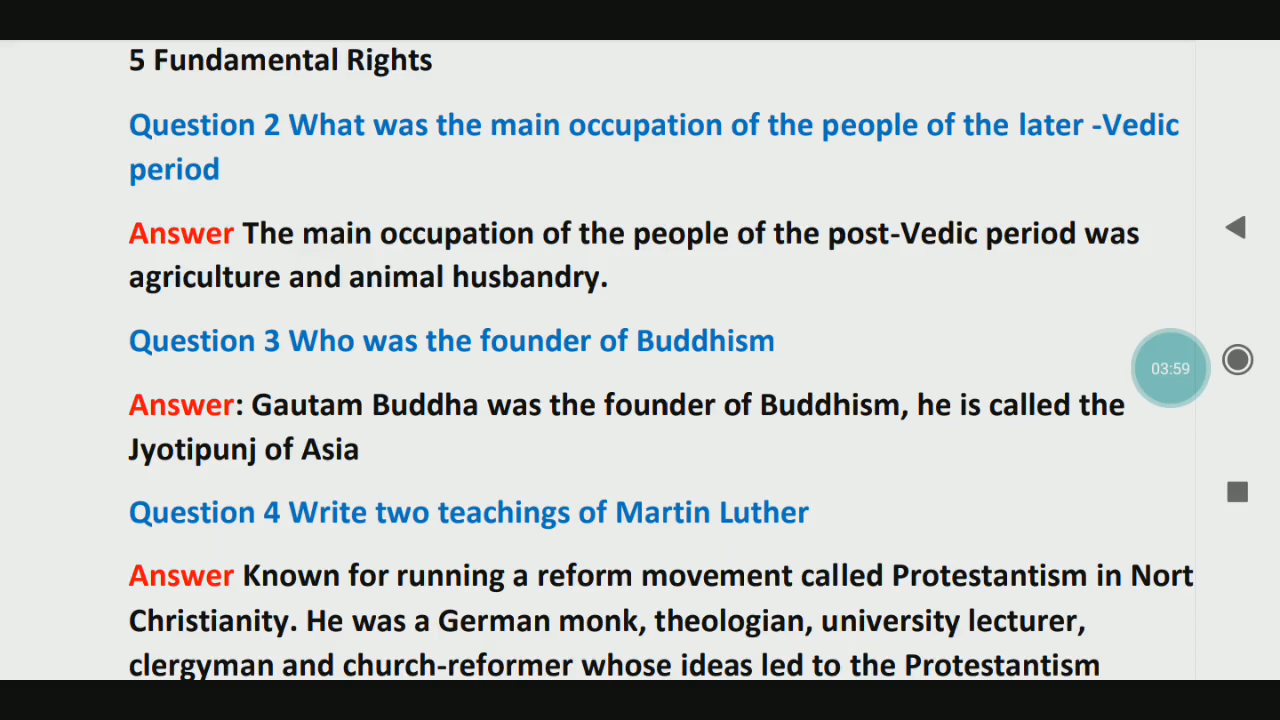 5 Fundamental Rights
Question 2 What was the main occupation of the people of the later -Vedic
period
Answer The main occupation of the people of the post-Vedic period was
agriculture and animal husbandry.
Question 3 Who was the founder of Buddhism
03:59
Answer: Gautam Buddha was the founder of Buddhism, he is called the
Jyotipunj of Asia
Question 4 Write two teachings of Martin Luther
Answer Known for running a reform movement called Protestantism in Nort
Christianity. He was a German monk, theologian, university lecturer,
clergyman and church-reformer whose ideas led to the Protestantism